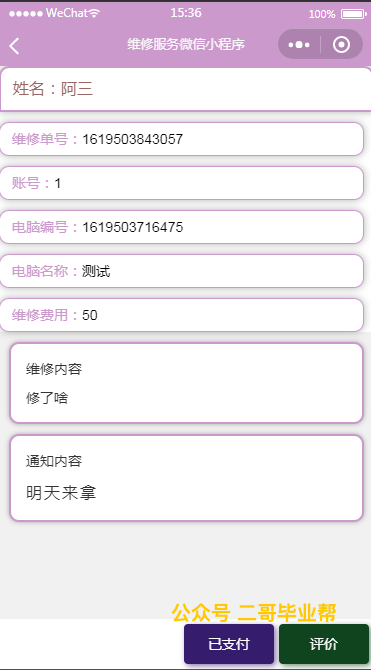 WeChat 15:36 100%
维修服务微信小程序
姓名：阿三
维修单号：1619503843057
账号：1
电脑编号：1619503716475
电脑名称：测试
维修费用：50
维修内容
修了啥
通知内容
明天来拿
公众号 二哥毕业帮
已支付 评价